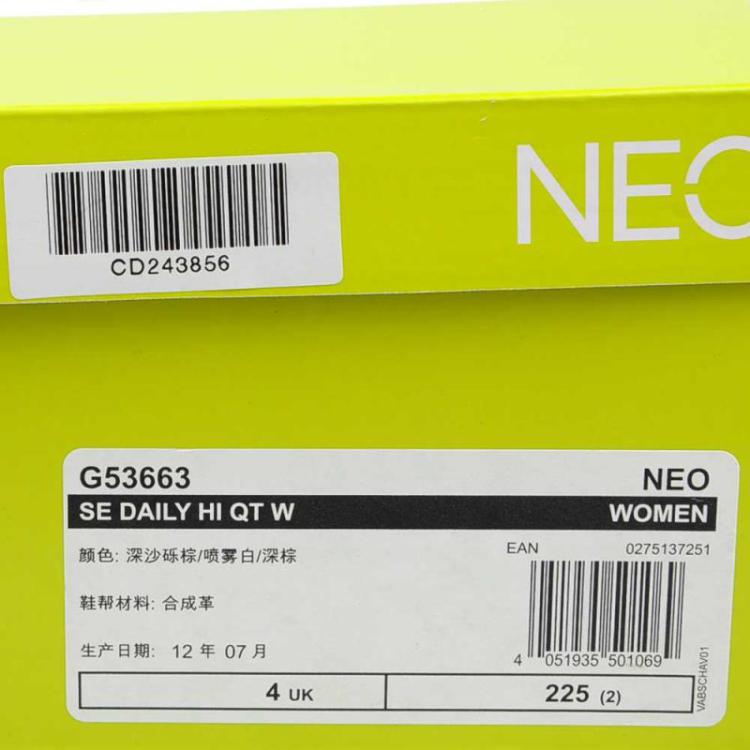 NEO
CD243856
G53663 NEO
SE DAILY HI QT W WOMEN
颜色: 深沙砾棕/喷雾白/深棕
EAN 0275137251
鞋帮材料: 合成革
4 051935 501069
生产日期: 12 年 07 月
VABSCHAV01
4 UK 225 (2)